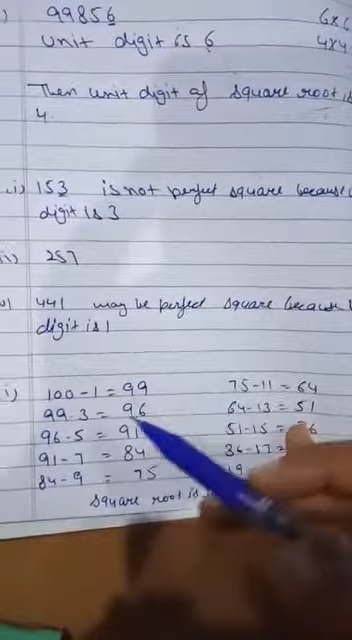 99856
6x6
unit digit is 6
4x4
Then unit digit of square root is
4.
153 is not perfect square because
digit is 3
257
441 may be perfect square because
digit is 1
i) 100-1=99
99-3=96
96-5=91
91-7=84
84-9=75
75-11=64
64-13=51
51-15=36
36-17=
19
Square root is